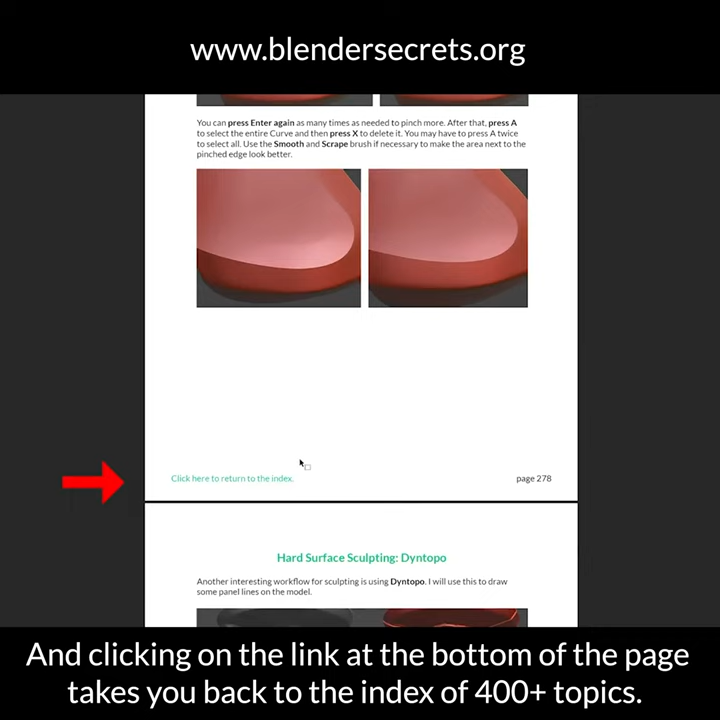 www.blendersecrets.org
You can press Enter again as many times as needed to pinch more. After that, press A
to select the entire Curve and then press X to delete it. You may have to press A twice
to select all. Use the Smooth and Scrape brush if necessary to make the area next to the
pinched edge look better.
Click here to return to the index.
page 278
Hard Surface Sculpting: Dyntopo
Another interesting workflow for sculpting is using Dyntopo. I will use this to draw
some panel lines on the model.
And clicking on the link at the bottom of the page
takes you back to the index of 400+ topics.